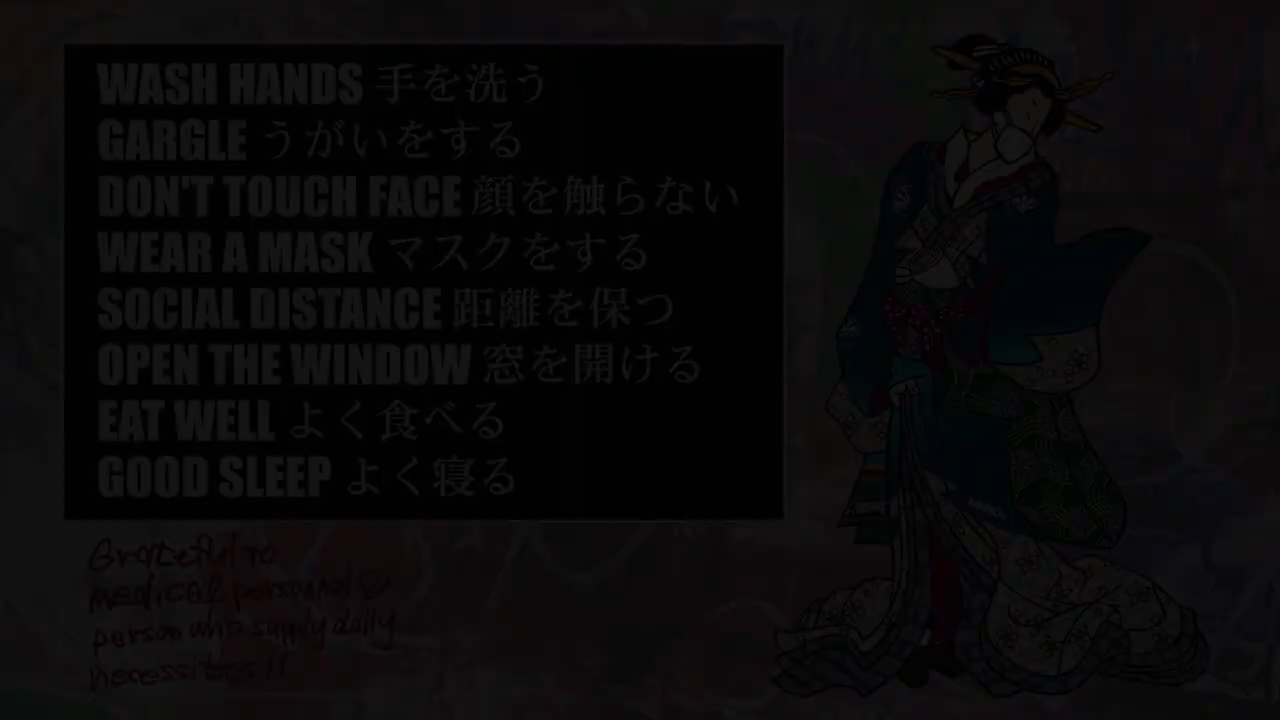 WASH HANDS 手を洗う
GARGLE うがいをする
DON'T TOUCH FACE 顔を触らない
WEAR A MASK マスクをする
SOCIAL DISTANCE 距離を保つ
OPEN THE WINDOW 窓を開ける
EAT WELL よく食べる
GOOD SLEEP よく寝る
Grateful to
medical personnel &
person who supply daily
necessities!!